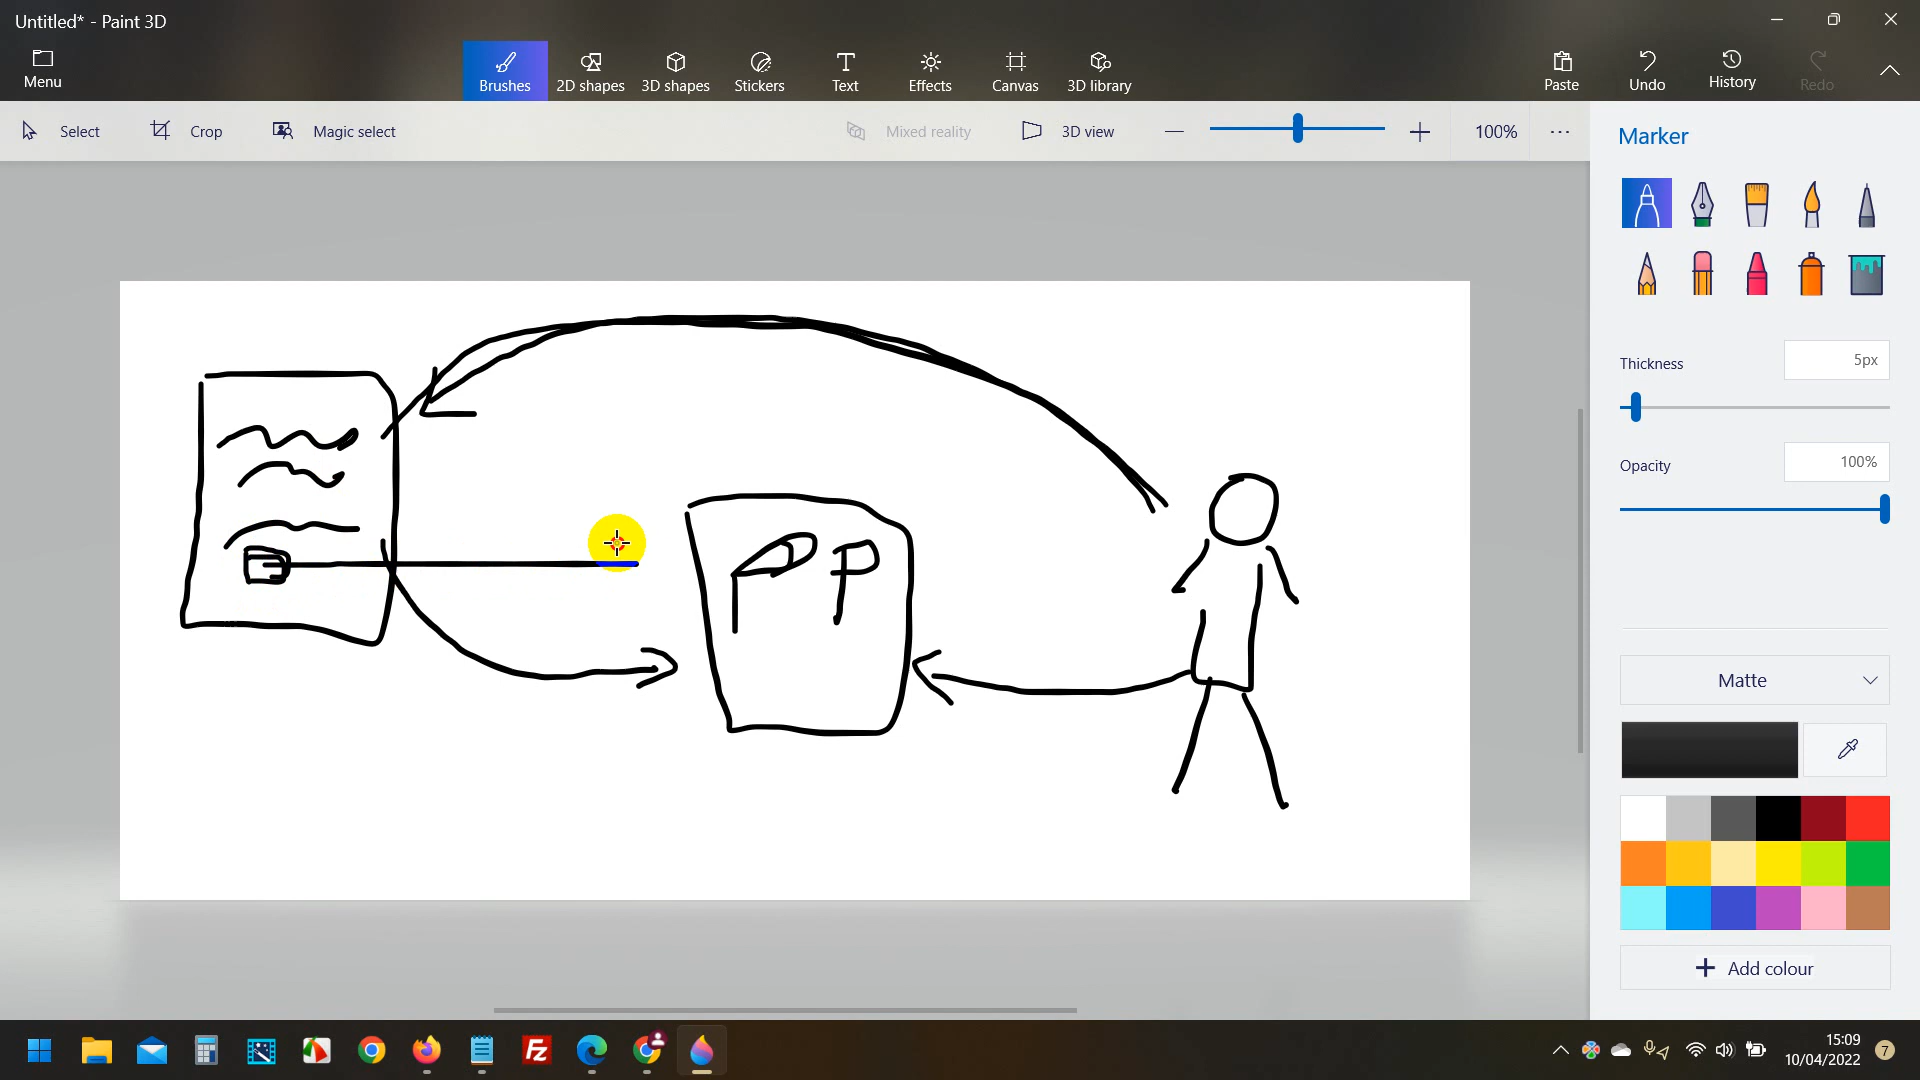 Untitled* - Paint 3D
Menu
Brushes
2D shapes
3D shapes
Stickers
Text
Effects
Canvas
3D library
Paste
Undo
History
Redo
Select
Crop
Magic select
Mixed reality
3D view
100%
Marker
Thickness
5px
Opacity
100%
Matte
Add colour
PP
Fz
15:09
10/04/2022
7